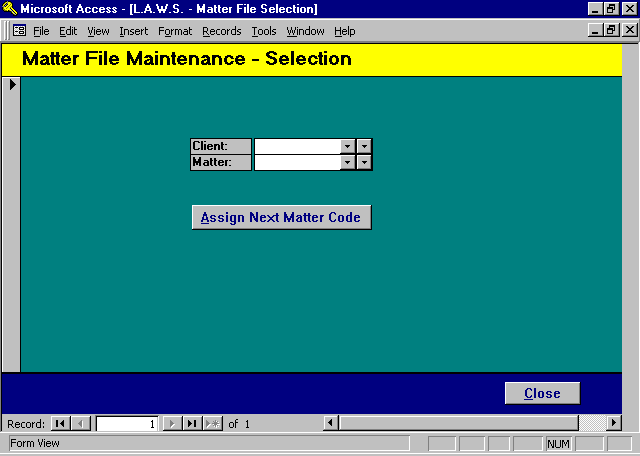 Microsoft Access - [L.A.W.S. - Matter File Selection]
File Edit View Insert Format Records Tools Window Help
Matter File Maintenance - Selection
Client:
Matter:
Assign Next Matter Code
Close
Record: 1 of 1
Form View NUM